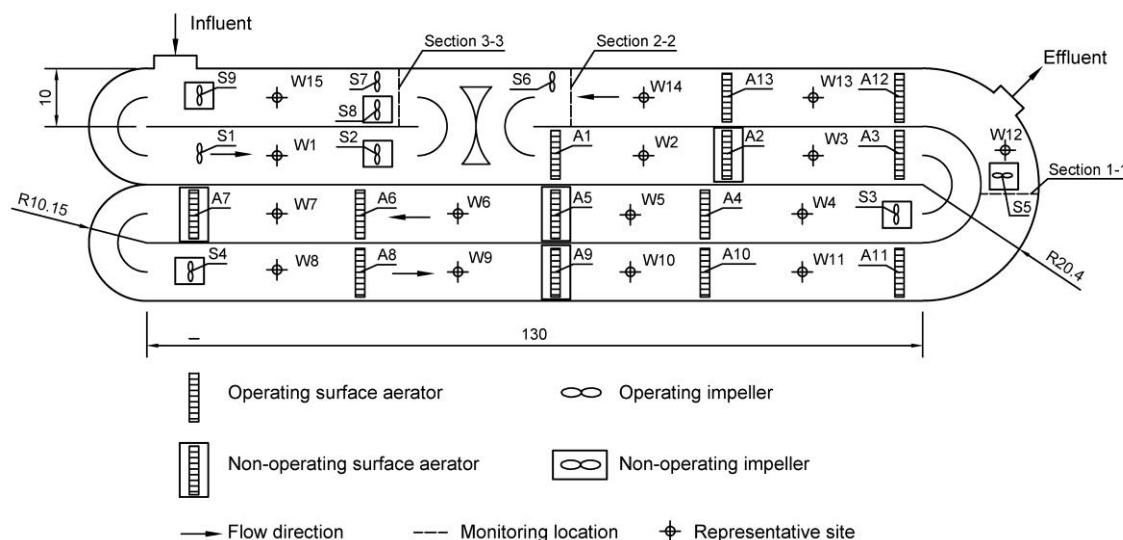 Influent
Section 3-3
Section 2-2
Effluent
S9
W15
S7
S6
A13
W13
A12
10
S8
W14
S1
W1
S2
A1
W2
A2
W3
A3
W12
Section 1-1
R10.15
A7
W7
A6
W6
A5
W5
A4
W4
S3
S5
S4
W8
A8
W9
A9
W10
A10
W11
A11
R20.4
130
Operating surface aerator
Operating impeller
Non-operating surface aerator
Non-operating impeller
Flow direction
Monitoring location
Representative site